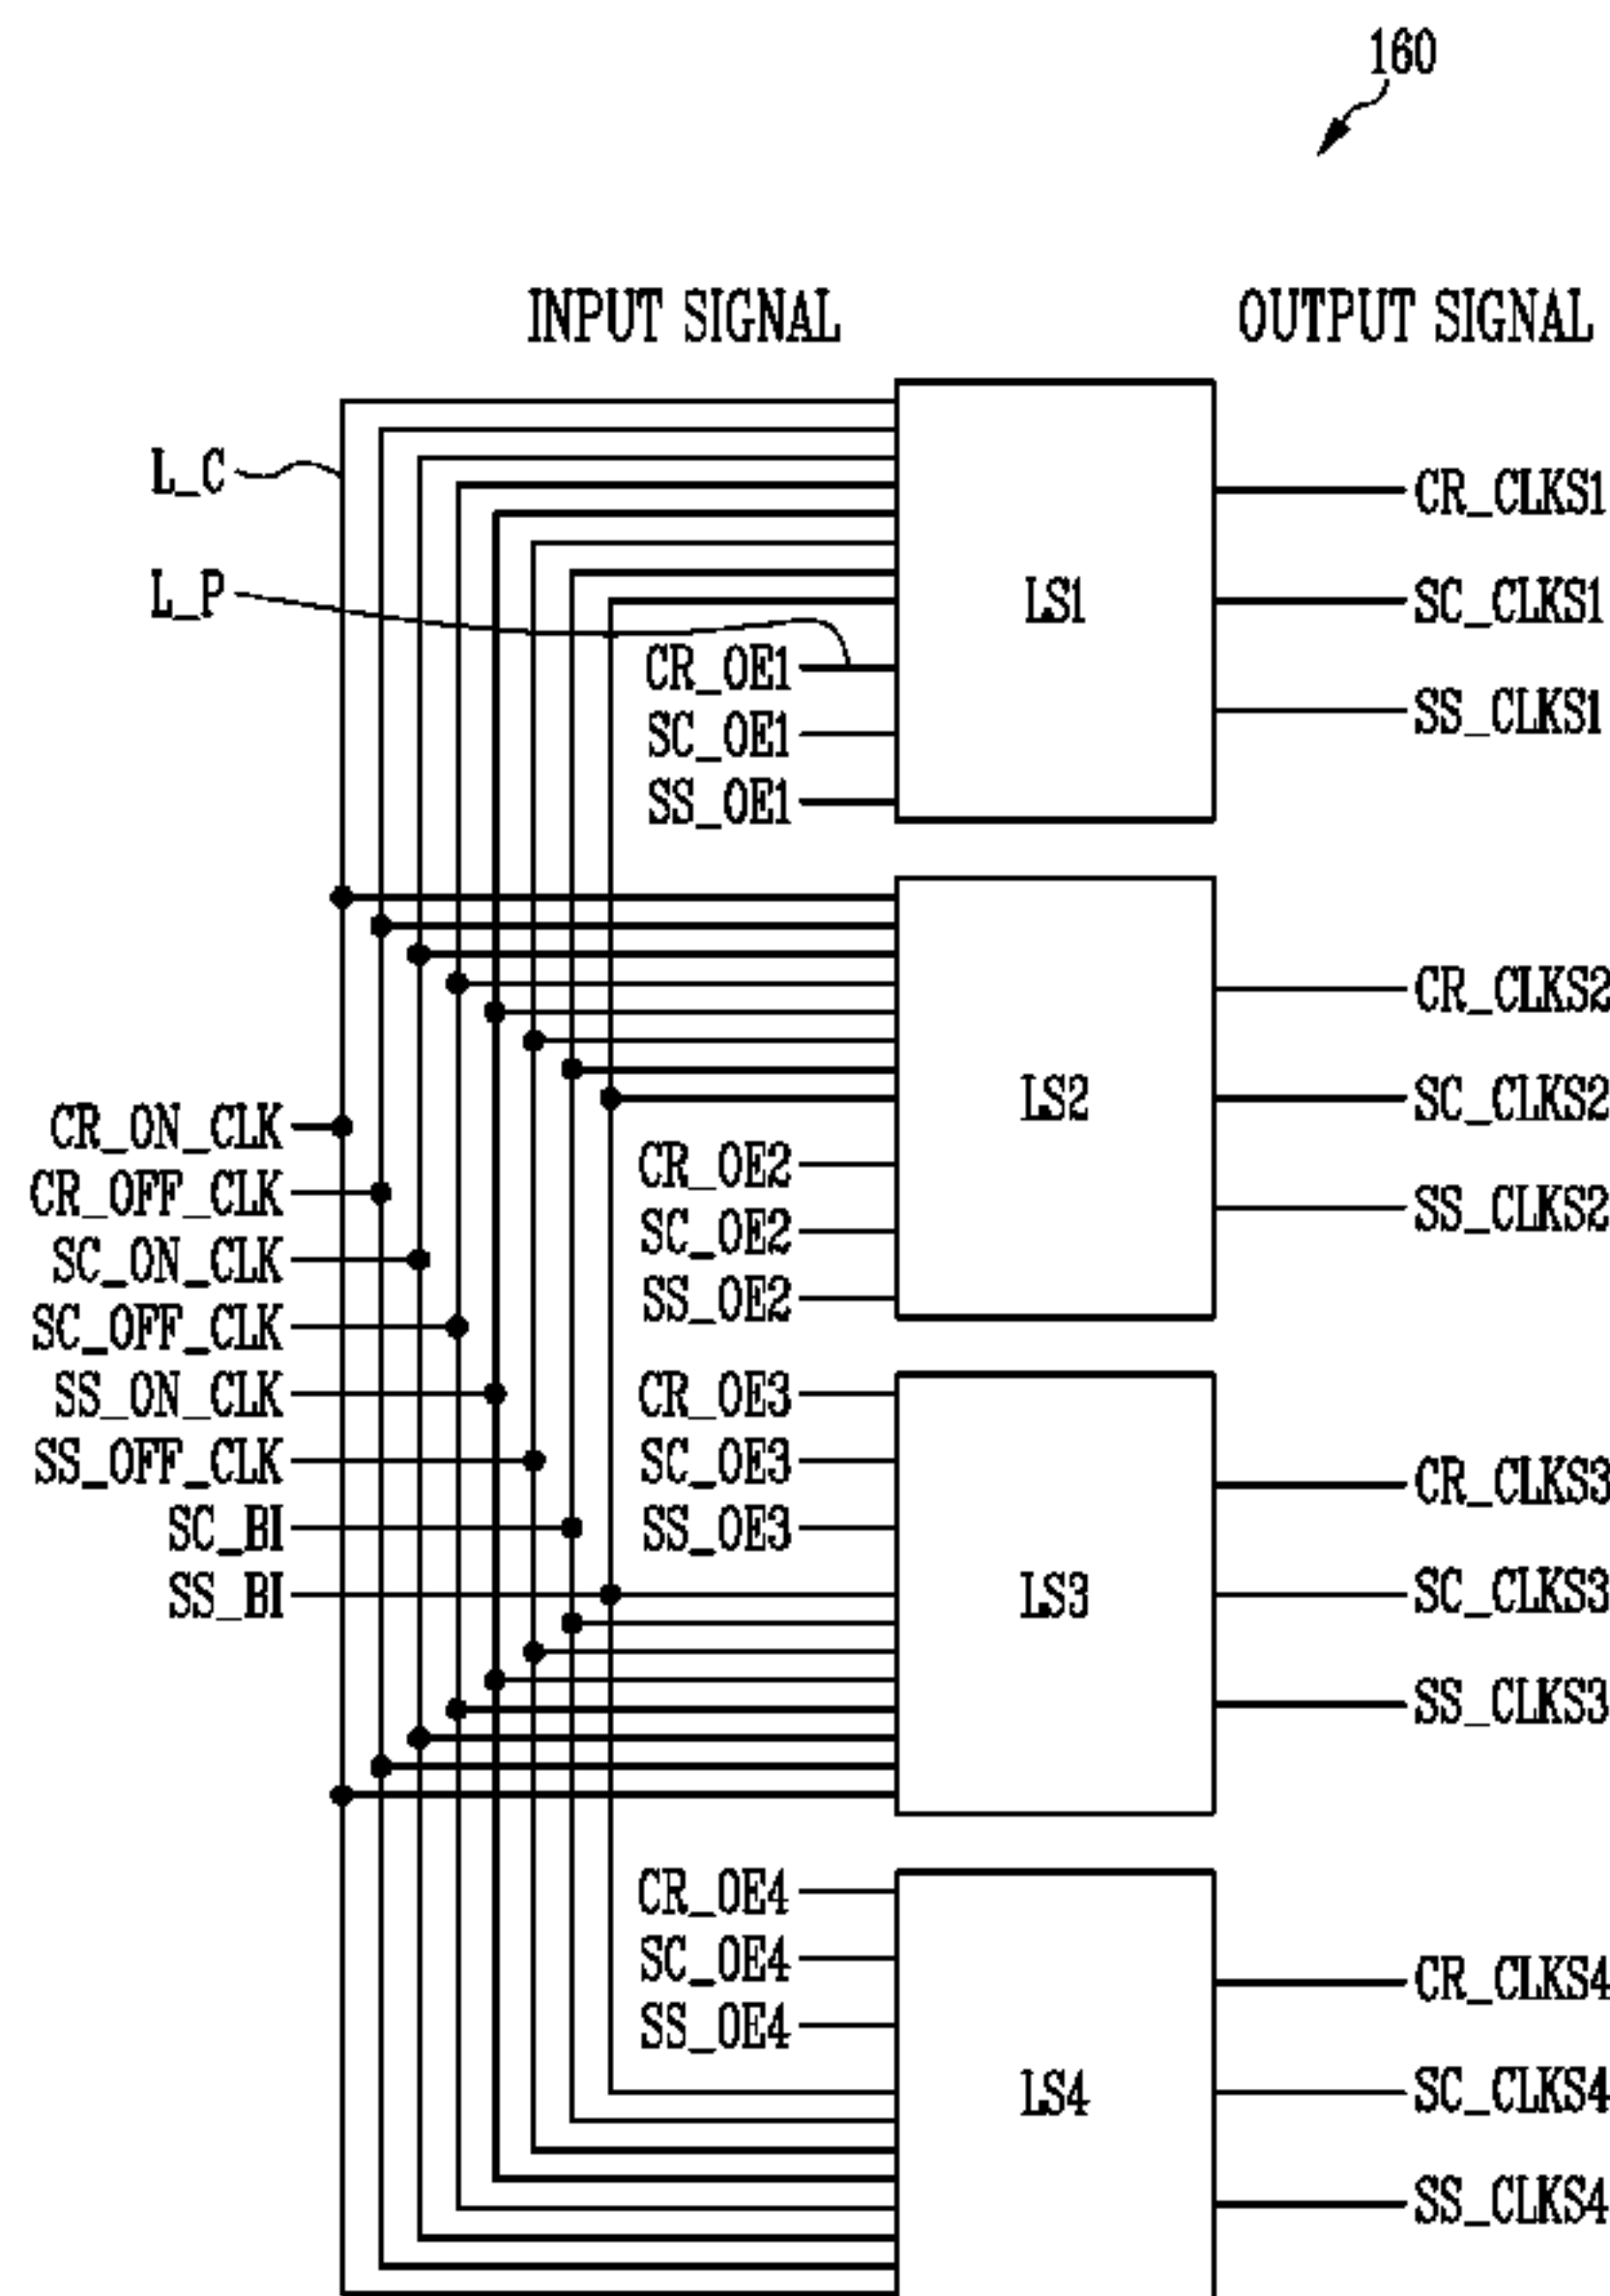 160
INPUT SIGNAL
OUTPUT SIGNAL
L_C
L_P
CR_OE1
SC_OE1
SS_OE1
LS1
CR_CLKS1
SC_CLKS1
SS_CLKS1
CR_ON_CLK
CR_OFF_CLK
SC_ON_CLK
SC_OFF_CLK
SS_ON_CLK
SS_OFF_CLK
SC_BI
SS_BI
CR_OE2
SC_OE2
SS_OE2
LS2
CR_CLKS2
SC_CLKS2
SS_CLKS2
CR_OE3
SC_OE3
SS_OE3
LS3
CR_CLKS3
SC_CLKS3
SS_CLKS3
CR_OE4
SC_OE4
SS_OE4
LS4
CR_CLKS4
SC_CLKS4
SS_CLKS4